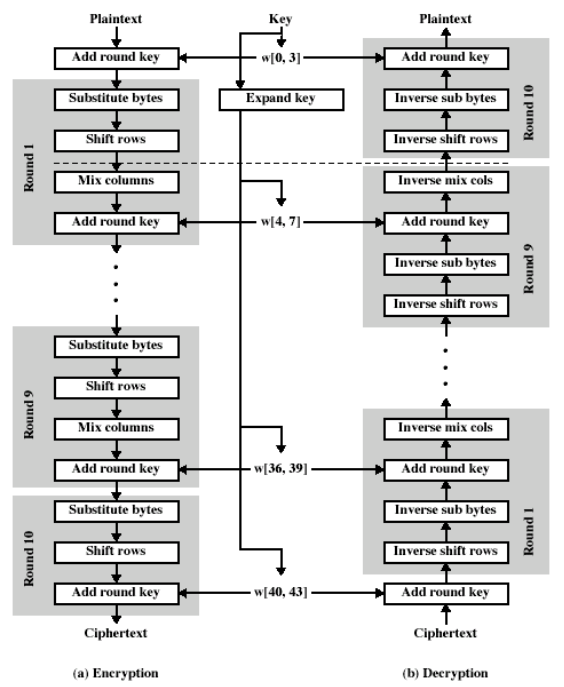 Plaintext
Key
Plaintext
Add round key
w[0, 3]
Add round key
Round 1
Substitute bytes
Expand key
Inverse sub bytes
Round 10
Shift rows
Inverse shift rows
Mix columns
Inverse mix cols
Add round key
w[4, 7]
Add round key
Round 9
Inverse sub bytes
Inverse shift rows
Round 9
Substitute bytes
Shift rows
Mix columns
Inverse mix cols
Add round key
w[36, 39]
Add round key
Round 10
Substitute bytes
Inverse sub bytes
Round 1
Shift rows
Inverse shift rows
Add round key
w[40, 43]
Add round key
Ciphertext
Ciphertext
(a) Encryption
(b) Decryption